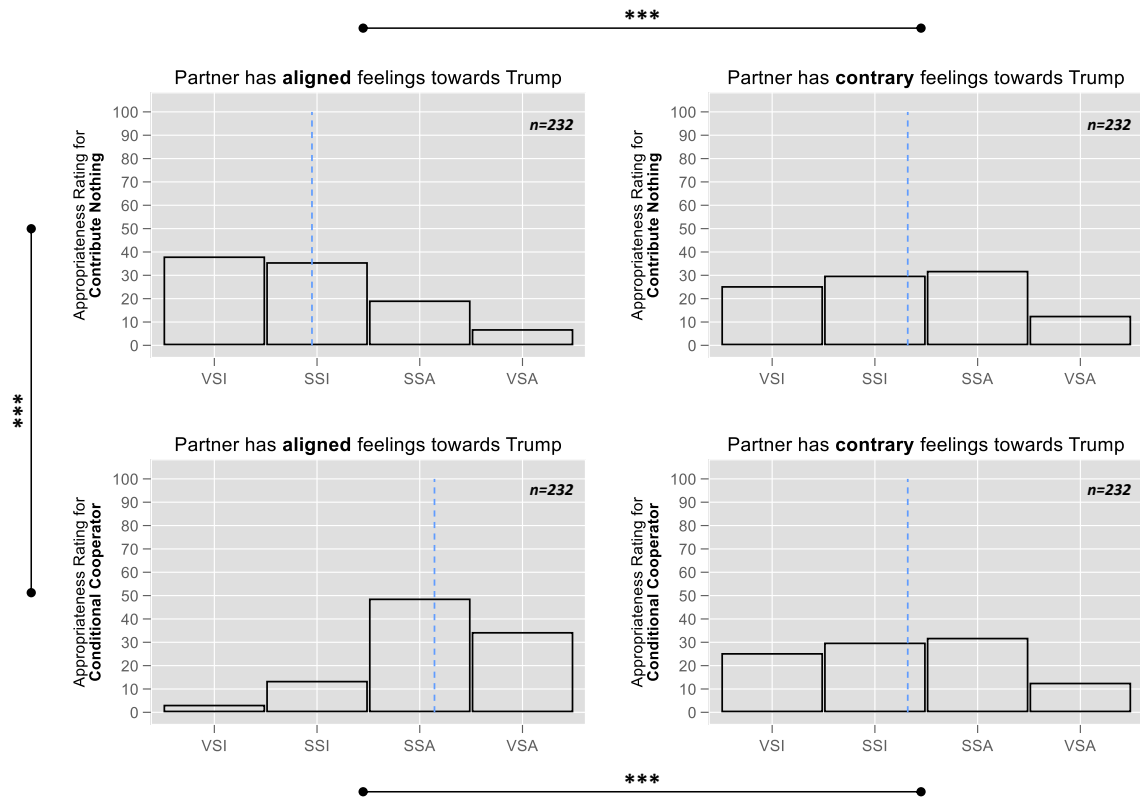 ***
Partner has aligned feelings towards Trump
Appropriateness Rating for
Contribute Nothing
100
90
80
70
60
50
40
30
20
10
0
n=232
VSI SSI SSA VSA
Partner has contrary feelings towards Trump
Appropriateness Rating for
Contribute Nothing
100
90
80
70
60
50
40
30
20
10
0
n=232
VSI SSI SSA VSA
***
Partner has aligned feelings towards Trump
Appropriateness Rating for
Conditional Cooperator
100
90
80
70
60
50
40
30
20
10
0
n=232
VSI SSI SSA VSA
Partner has contrary feelings towards Trump
Appropriateness Rating for
Conditional Cooperator
100
90
80
70
60
50
40
30
20
10
0
n=232
VSI SSI SSA VSA
***